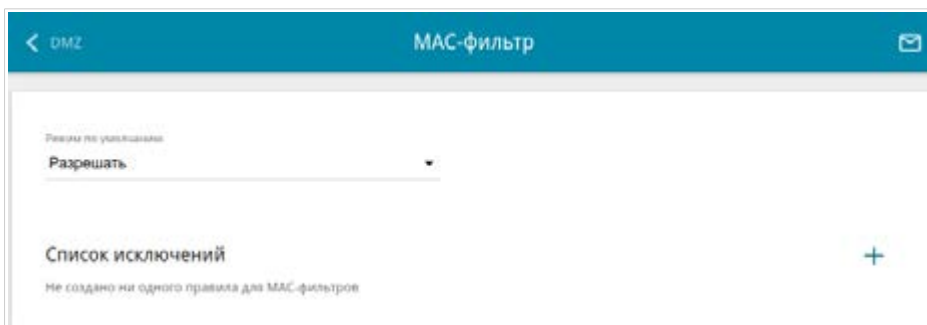 DMZ
MAC-фильтр
Режим по умолчанию
Разрешать
Список исключений
Не создано ни одного правила для MAC-фильтров